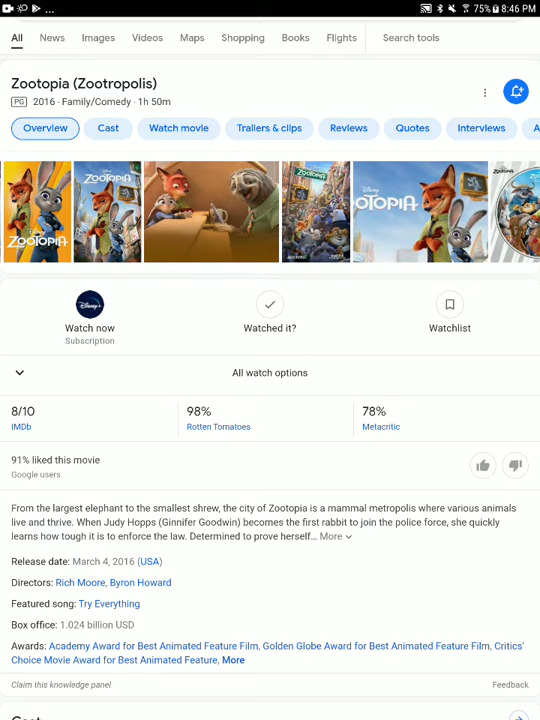 ... 75% 8:46 PM
All News Images Videos Maps Shopping Books Flights Search tools
Zootopia (Zootropolis)
PG 2016 · Family/Comedy · 1h 50m
Overview Cast Watch movie Trailers & clips Reviews Quotes Interviews A
ZOOTOPIA
ZOOTOPIA
ZOOTOPIA
Disney
OTOPIA
Disney+
Watch now Watched it? Watchlist
Subscription
All watch options
8/10 98% 78%
IMDb Rotten Tomatoes Metacritic
91% liked this movie
Google users
From the largest elephant to the smallest shrew, the city of Zootopia is a mammal metropolis where various animals
live and thrive. When Judy Hopps (Ginnifer Goodwin) becomes the first rabbit to join the police force, she quickly
learns how tough it is to enforce the law. Determined to prove herself... More
Release date: March 4, 2016 (USA)
Directors: Rich Moore, Byron Howard
Featured song: Try Everything
Box office: 1.024 billion USD
Awards: Academy Award for Best Animated Feature Film, Golden Globe Award for Best Animated Feature Film, Critics'
Choice Movie Award for Best Animated Feature, More
Claim this knowledge panel Feedback